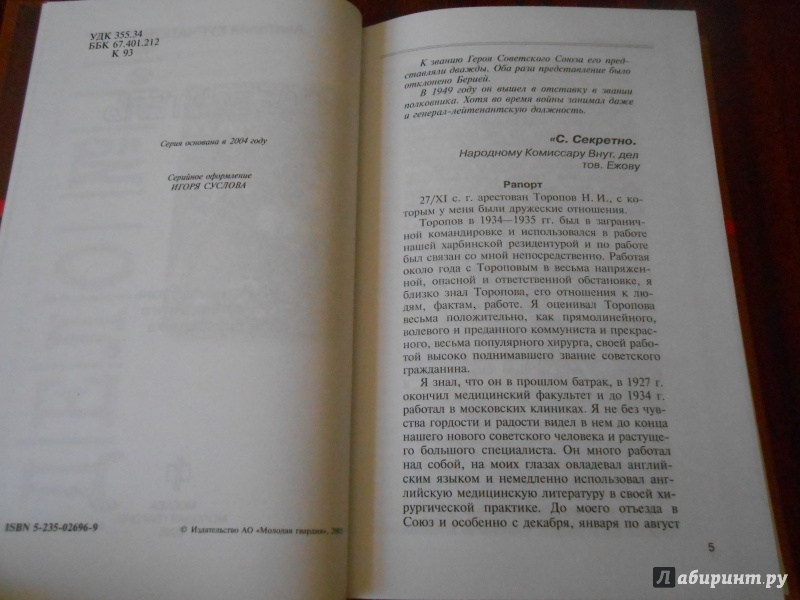 УДК 355.34
ББК 67.401.212
К 93
Серия основана в 2004 году
Серийное оформление
ИГОРЯ СУСЛОВА
ISBN 5-235-02696-9
© Издательство АО «Молодая гвардия»,
К званию Героя Советского Союза его пред-
ставляли дважды. Оба раза представление было
отклонено Берией.
В 1949 году он вышел в отставку в звании
полковника. Хотя во время войны занимал даже
и генерал-лейтенантскую должность.
«С. Секретно.
Народному Комиссару Внут. дел
тов. Ежову
Рапорт
27/XI с. г. арестован Торопов Н. И., с ко-
торым у меня были дружеские отношения.
Торопов в 1934—1935 гг. был в загранич-
ной командировке и использовался в работе
нашей харбинской резидентурой и по работе
был связан со мной непосредственно. Работая
около года с Тороповым в весьма напряжен-
ной, опасной и ответственной обстановке, я
близко знал Торопова, его отношения к лю-
дям, фактам, работе. Я оценивал Торопова
весьма положительно, как прямолинейного,
волевого и преданного коммуниста и прекрас-
ного, весьма популярного хирурга, своей рабо-
той высоко поднимавшего звание советского
гражданина.
Я знал, что он в прошлом батрак, в 1927 г.
окончил медицинский факультет и до 1934 г.
работал в московских клиниках. Я не без чув-
ства гордости и радости видел в нем до конца
нашего нового советского человека и растуще-
го большого специалиста. Он много работал
над собой, на моих глазах овладевал англий-
ским языком и немедленно использовал анг-
лийскую медицинскую литературу в своей хи-
рургической практике. До моего отъезда в
Союз и особенно с декабря, января по август
5
Лабиринт.ру